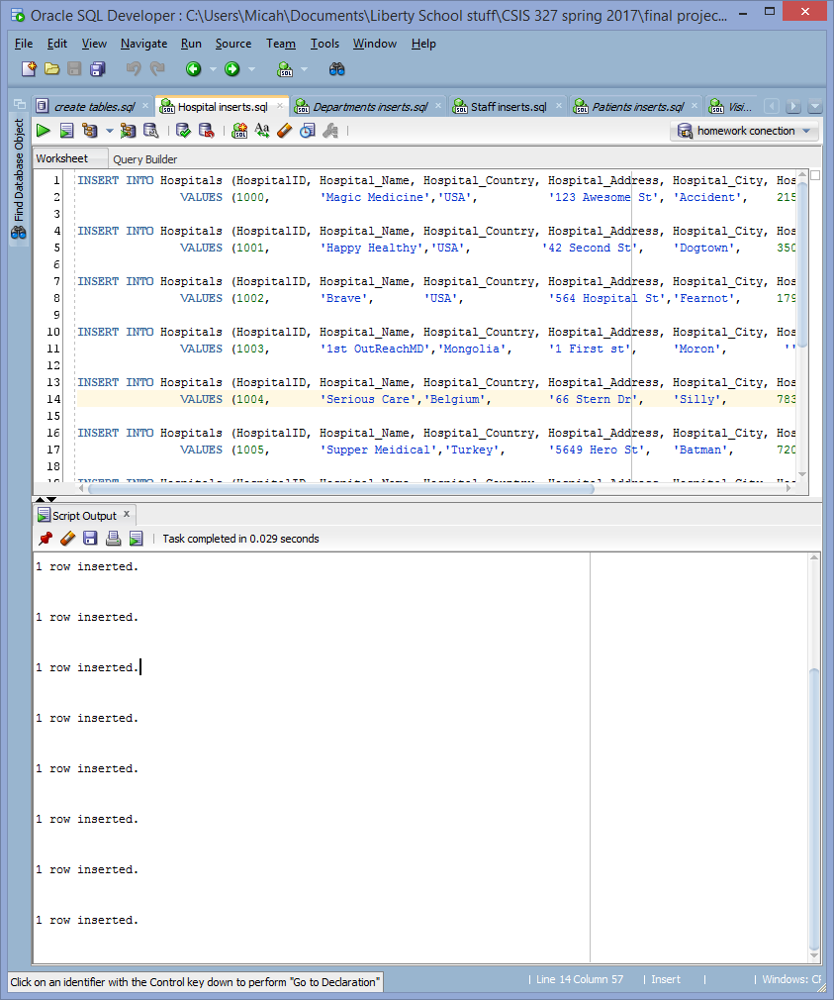 Oracle SQL Developer : C:\Users\Micah\Documents\Liberty School stuff\CSIS 327 spring 2017\final projec...
File Edit View Navigate Run Source Team Tools Window Help
create tables.sql Hospital inserts.sql Departments inserts.sql Staff inserts.sql Patients inserts.sql Visi...
homework conection
Find Database Object
Worksheet Query Builder
1 INSERT INTO Hospitals (HospitalID, Hospital_Name, Hospital_Country, Hospital_Address, Hospital_City, Hos
2 VALUES (1000, 'Magic Medicine','USA', '123 Awesome St', 'Accident', 215
3
4 INSERT INTO Hospitals (HospitalID, Hospital_Name, Hospital_Country, Hospital_Address, Hospital_City, Hos
5 VALUES (1001, 'Happy Healthy','USA', '42 Second St', 'Dogtown', 350
6
7 INSERT INTO Hospitals (HospitalID, Hospital_Name, Hospital_Country, Hospital_Address, Hospital_City, Hos
8 VALUES (1002, 'Brave', 'USA', '564 Hospital St','Fearnot', 179
9
10 INSERT INTO Hospitals (HospitalID, Hospital_Name, Hospital_Country, Hospital_Address, Hospital_City, Hos
11 VALUES (1003, '1st OutReachMD','Mongolia', '1 First st', 'Moron', ''
12
13 INSERT INTO Hospitals (HospitalID, Hospital_Name, Hospital_Country, Hospital_Address, Hospital_City, Hos
14 VALUES (1004, 'Serious Care','Belgium', '66 Stern Dr', 'Silly', 783
15
16 INSERT INTO Hospitals (HospitalID, Hospital_Name, Hospital_Country, Hospital_Address, Hospital_City, Hos
17 VALUES (1005, 'Supper Meidical','Turkey', '5649 Hero St', 'Batman', 720
18
Script Output
Task completed in 0.029 seconds
1 row inserted.
1 row inserted.
1 row inserted.
1 row inserted.
1 row inserted.
1 row inserted.
1 row inserted.
1 row inserted.
Click on an identifier with the Control key down to perform "Go to Declaration" Line 14 Column 57 Insert Windows: CR